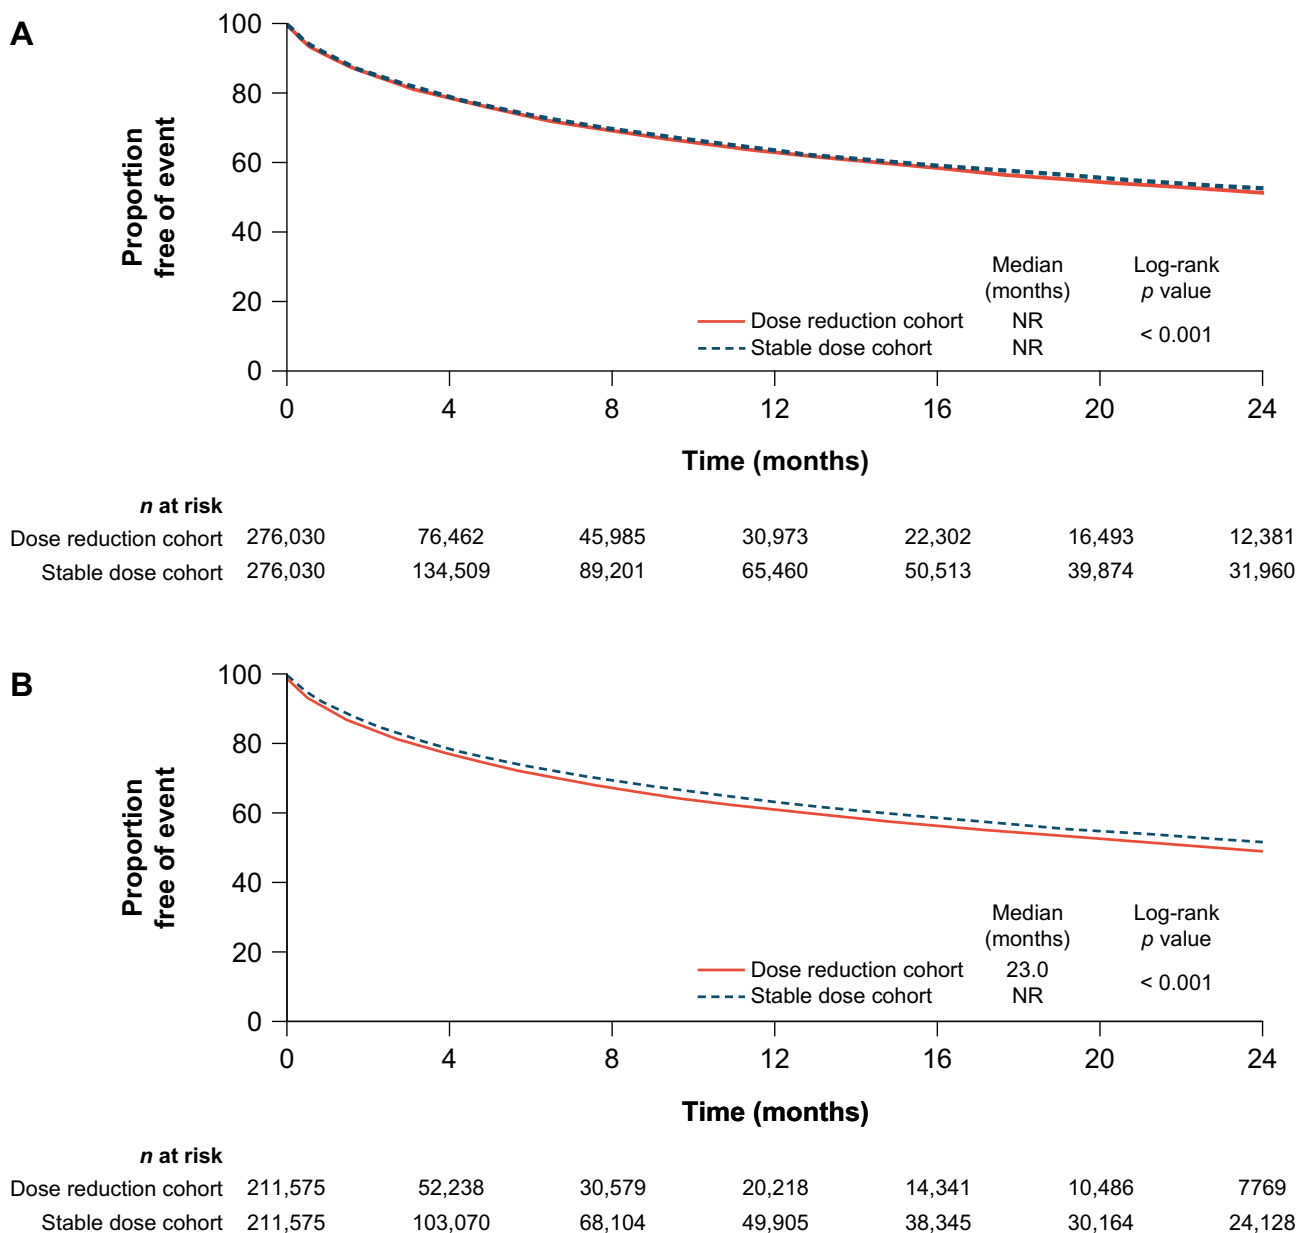 A
Proportion
free of event
100
80
60
40
20
0
Median
(months)
Log-rank
p value
Dose reduction cohort NR
Stable dose cohort NR
< 0.001
0 4 8 12 16 20 24
Time (months)
n at risk
Dose reduction cohort 276,030 76,462 45,985 30,973 22,302 16,493 12,381
Stable dose cohort 276,030 134,509 89,201 65,460 50,513 39,874 31,960
B
Proportion
free of event
100
80
60
40
20
0
Median
(months)
Log-rank
p value
Dose reduction cohort 23.0
Stable dose cohort NR
< 0.001
0 4 8 12 16 20 24
Time (months)
n at risk
Dose reduction cohort 211,575 52,238 30,579 20,218 14,341 10,486 7769
Stable dose cohort 211,575 103,070 68,104 49,905 38,345 30,164 24,128